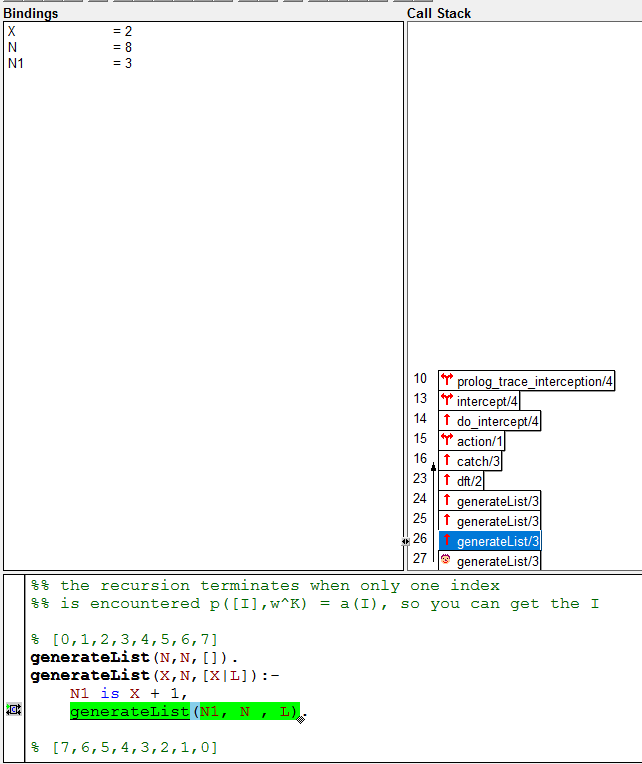 Bindings
X = 2
N = 8
N1 = 3
Call Stack
10 prolog_trace_interception/4
13 intercept/4
14 do_intercept/4
15 action/1
16 catch/3
23 dft/2
24 generateList/3
25 generateList/3
26 generateList/3
27 generateList/3
%% the recursion terminates when only one index
%% is encountered p([I],w^K) = a(I), so you can get the I
% [0,1,2,3,4,5,6,7]
generateList(N,N,[]).
generateList(X,N,[X|L]):-
N1 is X + 1,
generateList(N1, N , L).
% [7,6,5,4,3,2,1,0]